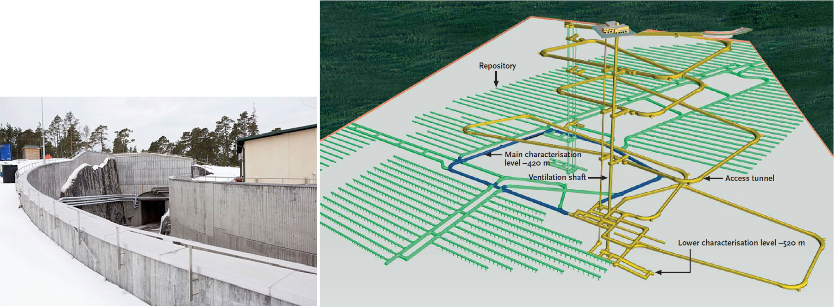 Repository
Main characterisation
level –420 m
Ventilation shaft
Access tunnel
Lower characterisation level –520 m